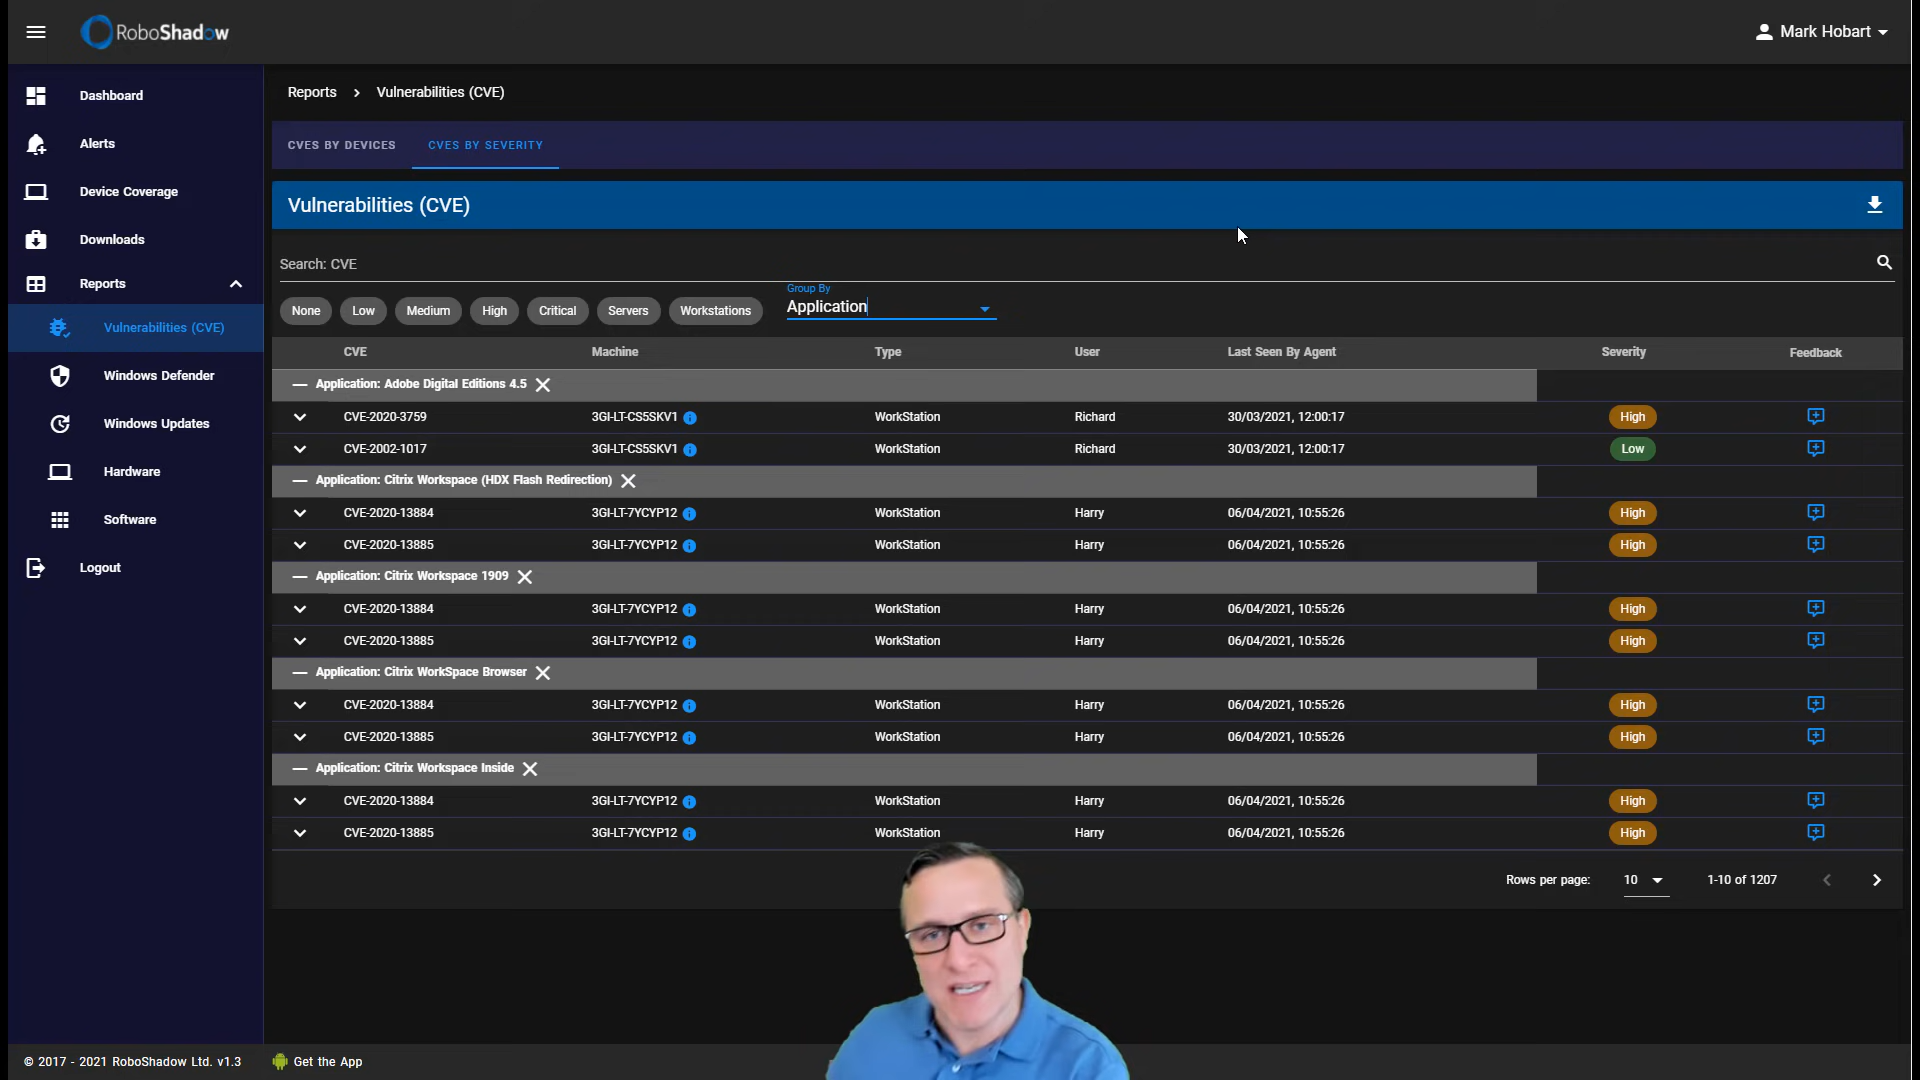 RoboShadow
Mark Hobart
Dashboard
Alerts
Device Coverage
Downloads
Reports
Vulnerabilities (CVE)
Windows Defender
Windows Updates
Hardware
Software
Logout
Reports > Vulnerabilities (CVE)
CVES BY DEVICES CVES BY SEVERITY
Vulnerabilities (CVE)
Search: CVE
None Low Medium High Critical Servers Workstations
Group By
Application
CVE Machine Type User Last Seen By Agent Severity Feedback
Application: Adobe Digital Editions 4.5
CVE-2020-3759 3GI-LT-CS5SKV1 WorkStation Richard 30/03/2021, 12:00:17 High
CVE-2002-1017 3GI-LT-CS5SKV1 WorkStation Richard 30/03/2021, 12:00:17 Low
Application: Citrix Workspace (HDX Flash Redirection)
CVE-2020-13884 3GI-LT-7YCYP12 WorkStation Harry 06/04/2021, 10:55:26 High
CVE-2020-13885 3GI-LT-7YCYP12 WorkStation Harry 06/04/2021, 10:55:26 High
Application: Citrix Workspace 1909
CVE-2020-13884 3GI-LT-7YCYP12 WorkStation Harry 06/04/2021, 10:55:26 High
CVE-2020-13885 3GI-LT-7YCYP12 WorkStation Harry 06/04/2021, 10:55:26 High
Application: Citrix WorkSpace Browser
CVE-2020-13884 3GI-LT-7YCYP12 WorkStation Harry 06/04/2021, 10:55:26 High
CVE-2020-13885 3GI-LT-7YCYP12 WorkStation Harry 06/04/2021, 10:55:26 High
Application: Citrix Workspace Inside
CVE-2020-13884 3GI-LT-7YCYP12 WorkStation Harry 06/04/2021, 10:55:26 High
CVE-2020-13885 3GI-LT-7YCYP12 WorkStation Harry 06/04/2021, 10:55:26 High
Rows per page: 10 1-10 of 1207
© 2017 - 2021 RoboShadow Ltd. v1.3 Get the App